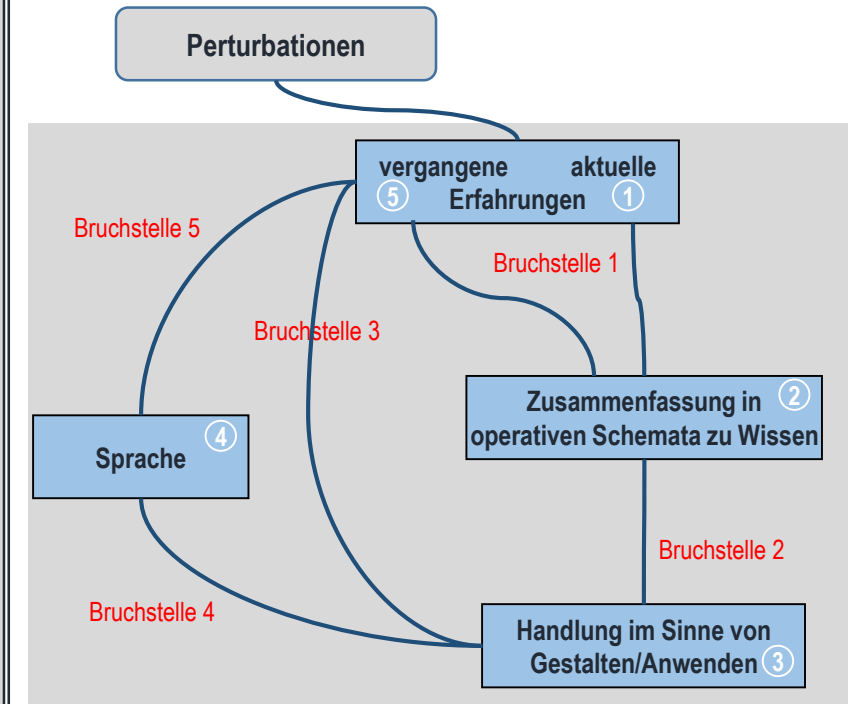 Perturbationen
vergangene aktuelle
⑤ Erfahrungen ①
Bruchstelle 5
Bruchstelle 1
Bruchstelle 3
Zusammenfassung in ②
operativen Schemata zu Wissen
④
Sprache
Bruchstelle 2
Bruchstelle 4
Handlung im Sinne von
Gestalten/Anwenden ③